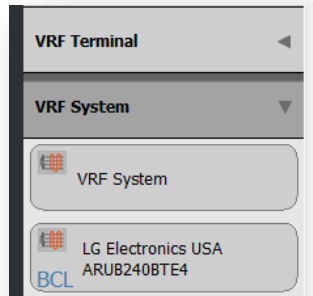 VRF Terminal
VRF System
VRF System
LG Electronics USA
ARUB240BTE4
BCL